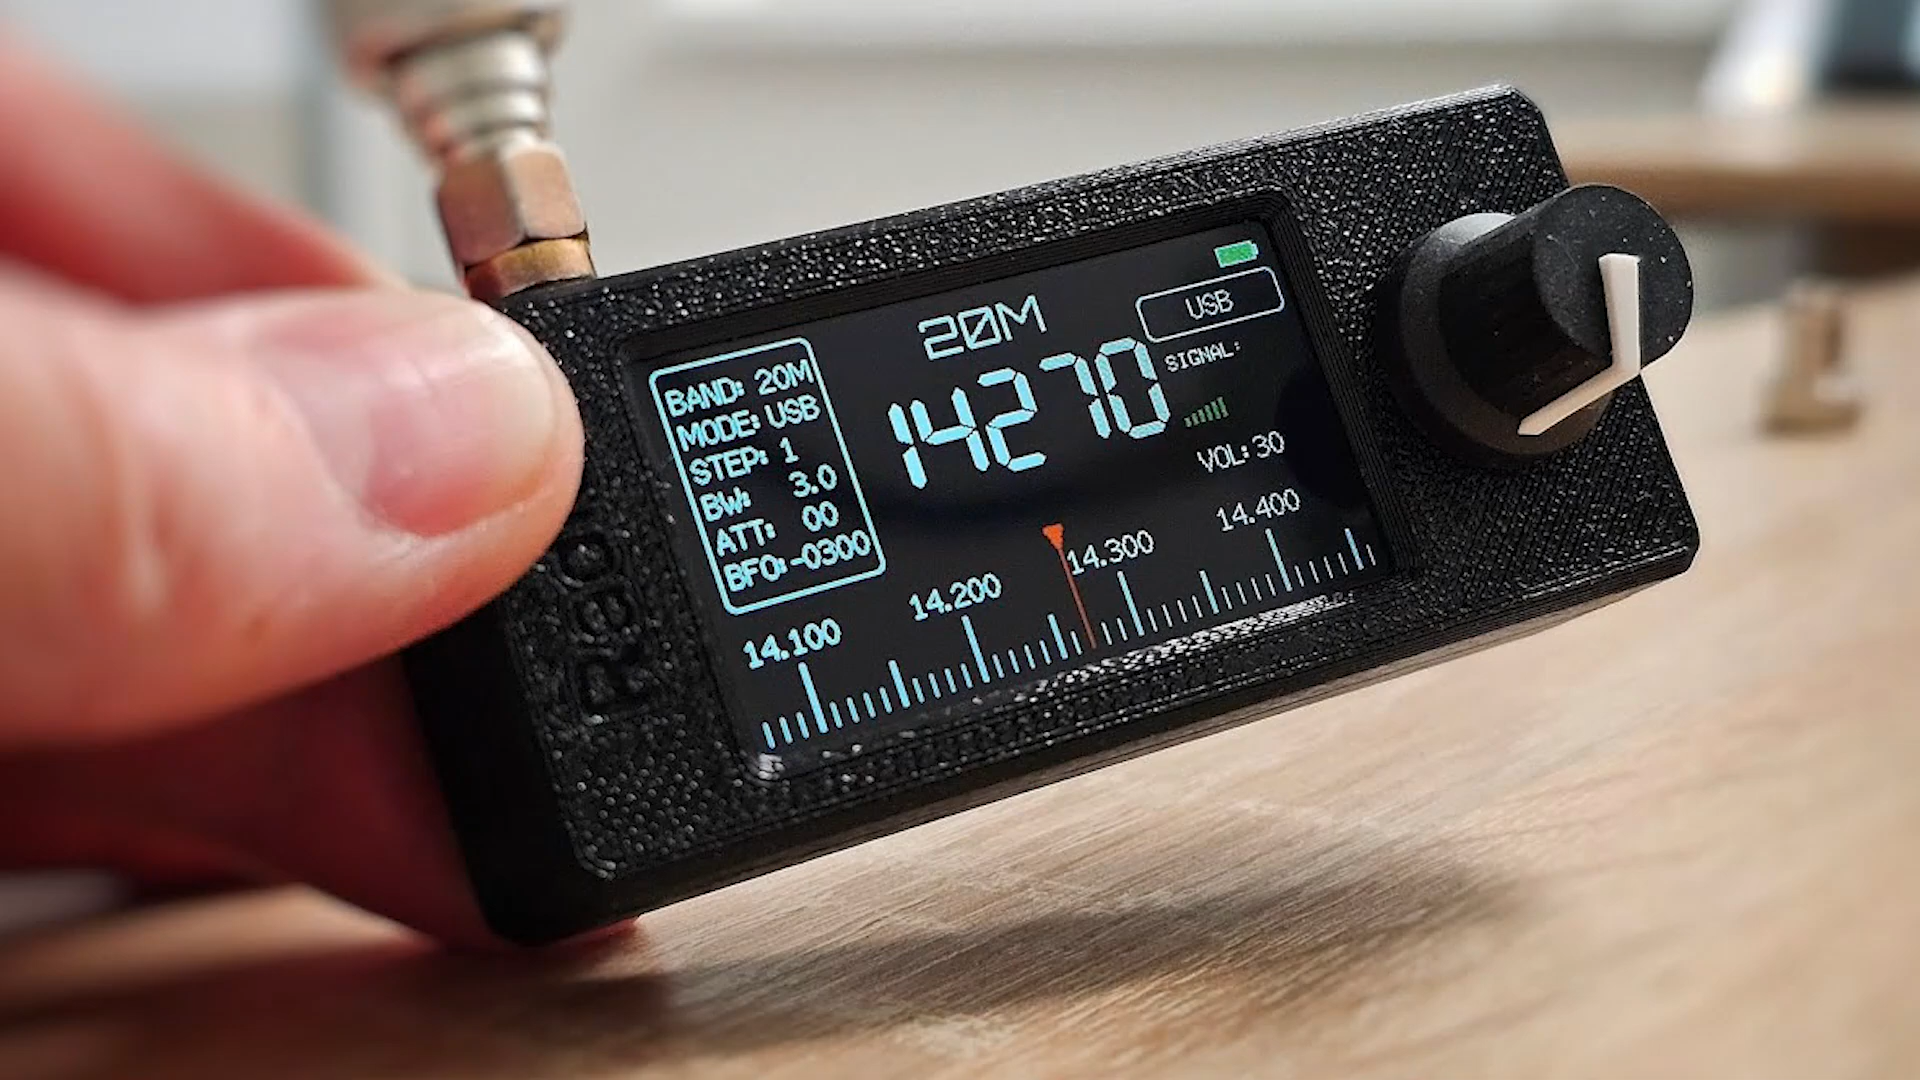 BAND: 20M
MODE: USB
STEP: 1
BW: 3.0
ATT: 00
BFO:-0300
20M
14270
USB
SIGNAL:
VOL: 30
14.100
14.200
14.300
14.400